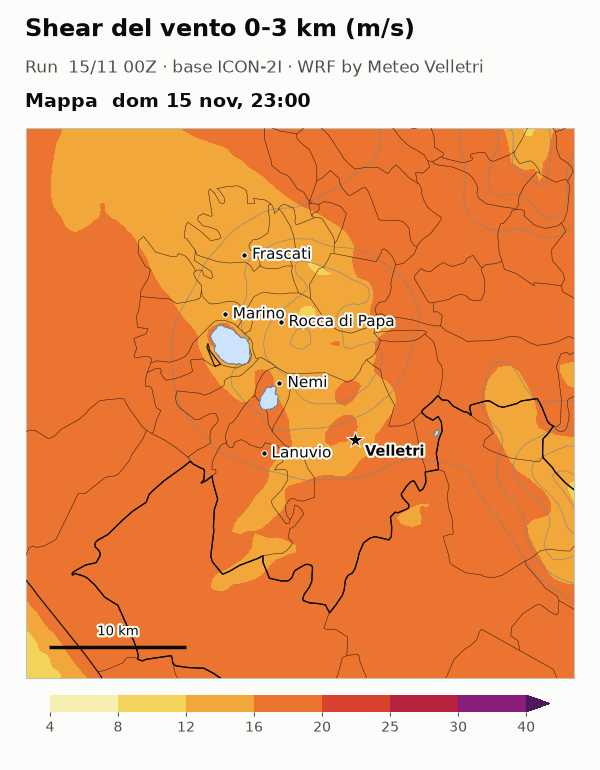 Shear del vento 0-3 km (m/s)
Run  15/11 00Z · base ICON-2I · WRF by Meteo Velletri
Mappa  dom 15 nov, 23:00
Frascati
Marino
Rocca di Papa
Nemi
Velletri
Lanuvio
10 km
4 8 12 16 20 25 30 40